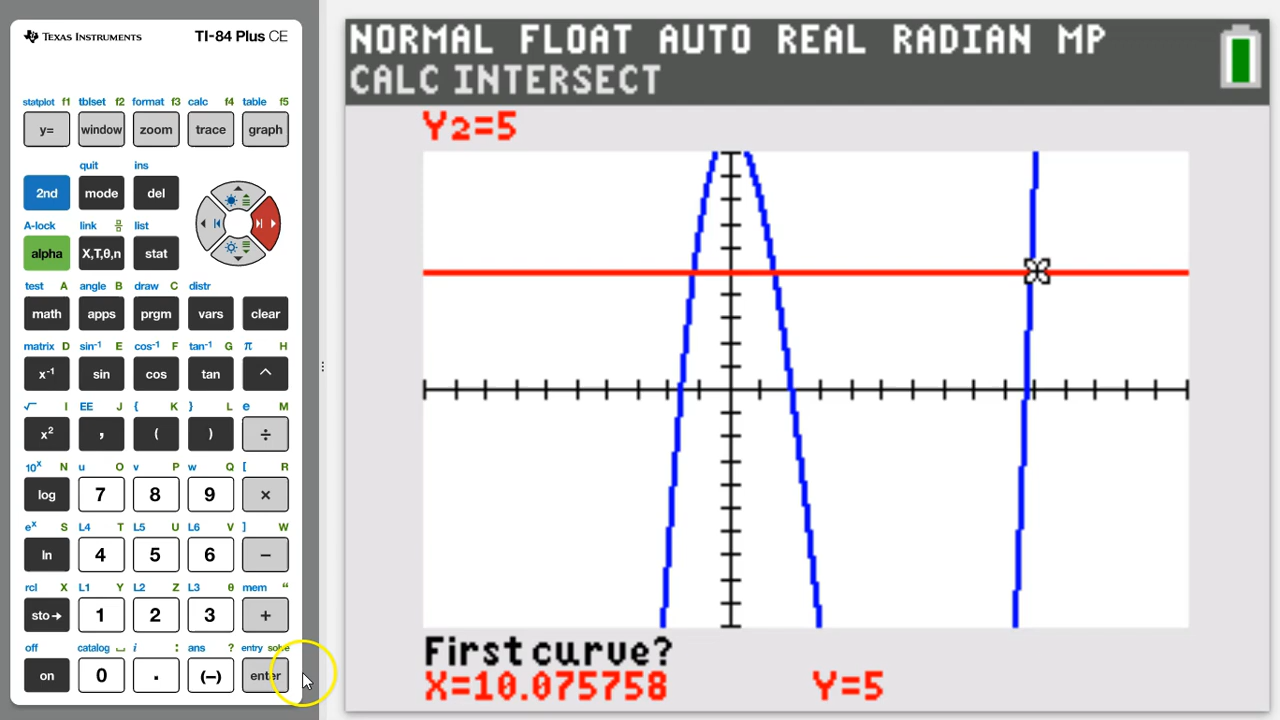 TEXAS INSTRUMENTS TI-84 Plus CE
statplot f1 tblset f2 format f3 calc f4 table f5
y= window zoom trace graph
quit ins
2nd mode del
A-lock link list
alpha X,T,θ,n stat
test A angle B draw C distr
math apps prgm vars clear
matrix D sin⁻¹ E cos⁻¹ F tan⁻¹ G π H
x⁻¹ sin cos tan ^
√ I EE J { K } L e M
x² , ( ) ÷
10ˣ N u O v P w Q [ R
log 7 8 9 ×
eˣ S L4 T L5 U L6 V ] W
ln 4 5 6 −
rcl X L1 Y L2 Z L3 θ mem “
sto→ 1 2 3 +
off catalog ⎵ i : ans ? entry solve
on 0 . (−) enter
NORMAL FLOAT AUTO REAL RADIAN MP
CALC INTERSECT
Y2=5
First curve?
X=10.075758 Y=5